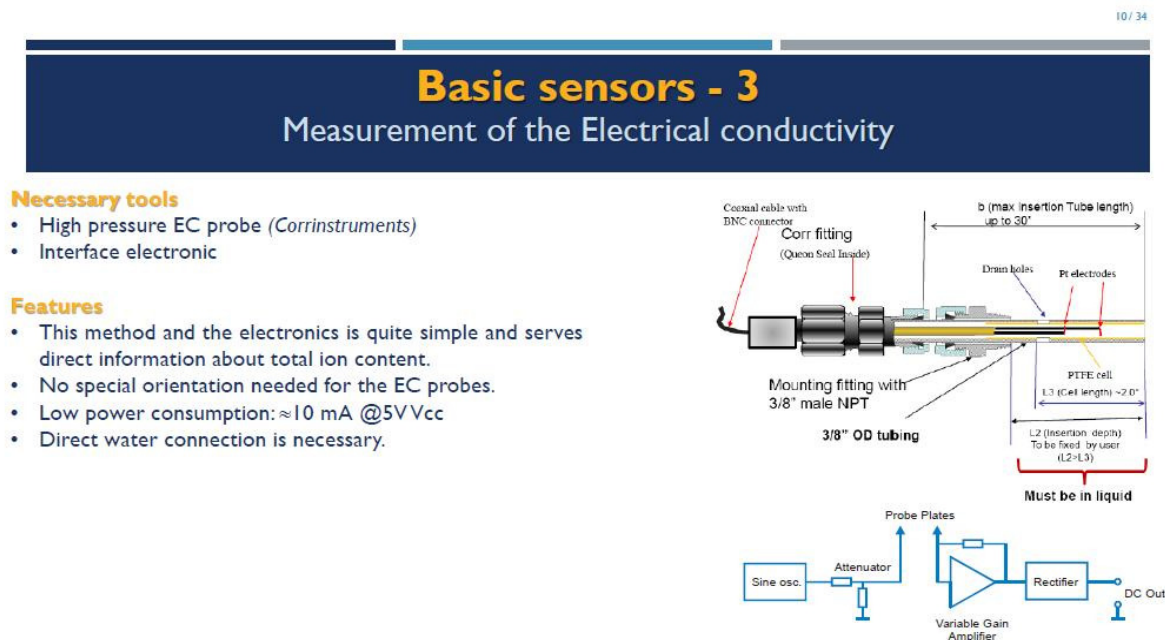 10/ 34
Basic sensors - 3
Measurement of the Electrical conductivity
Necessary tools
• High pressure EC probe (Corrinstruments)
• Interface electronic
Features
• This method and the electronics is quite simple and serves
direct information about total ion content.
• No special orientation needed for the EC probes.
• Low power consumption: ≈10 mA @5V Vcc
• Direct water connection is necessary.
Coaxial cable with
BNC connector
Corr fitting
(Queon Seal Inside)
b (max Insertion Tube length)
up to 30"
Drain holes
Pt electrodes
Mounting fitting with
3/8" male NPT
3/8" OD tubing
PTFE cell
L3 (Cell length) ~2.0"
L2 (Insertion depth)
To be fixed by user
(L2>L3)
Must be in liquid
Probe Plates
Sine osc.
Attenuator
Rectifier
DC Out
Variable Gain
Amplifier